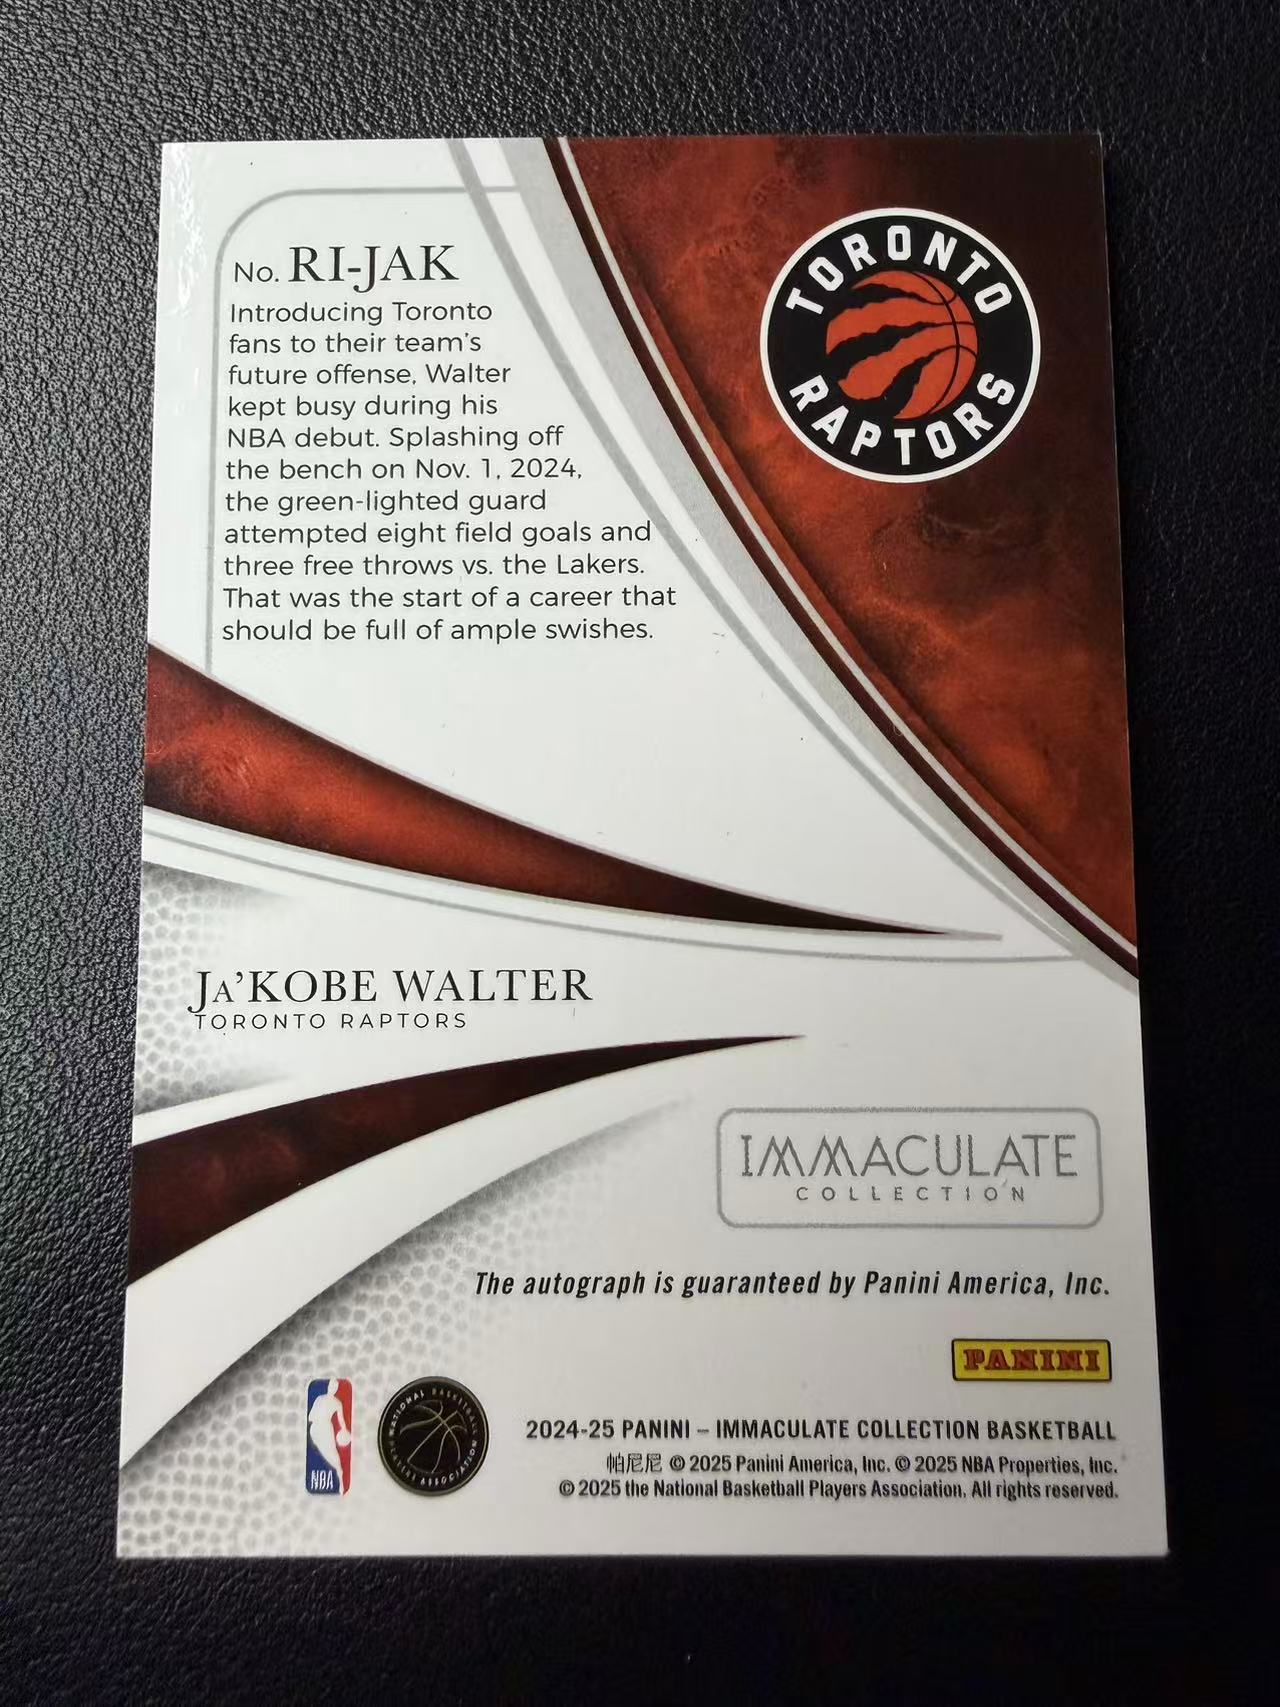 TORONTO
RAPTORS
No. RI-JAK
Introducing Toronto
fans to their team's
future offense, Walter
kept busy during his
NBA debut. Splashing off
the bench on Nov. 1, 2024,
the green-lighted guard
attempted eight field goals and
three free throws vs. the Lakers.
That was the start of a career that
should be full of ample swishes.
JA'KOBE WALTER
TORONTO RAPTORS
IMMACULATE
COLLECTION
The autograph is guaranteed by Panini America, Inc.
PANINI
NBA
NATIONAL BASKETBALL
PLAYERS ASSOCIATION
2024-25 PANINI – IMMACULATE COLLECTION BASKETBALL
帕尼尼 © 2025 Panini America, Inc. © 2025 NBA Properties, Inc.
© 2025 the National Basketball Players Association. All rights reserved.